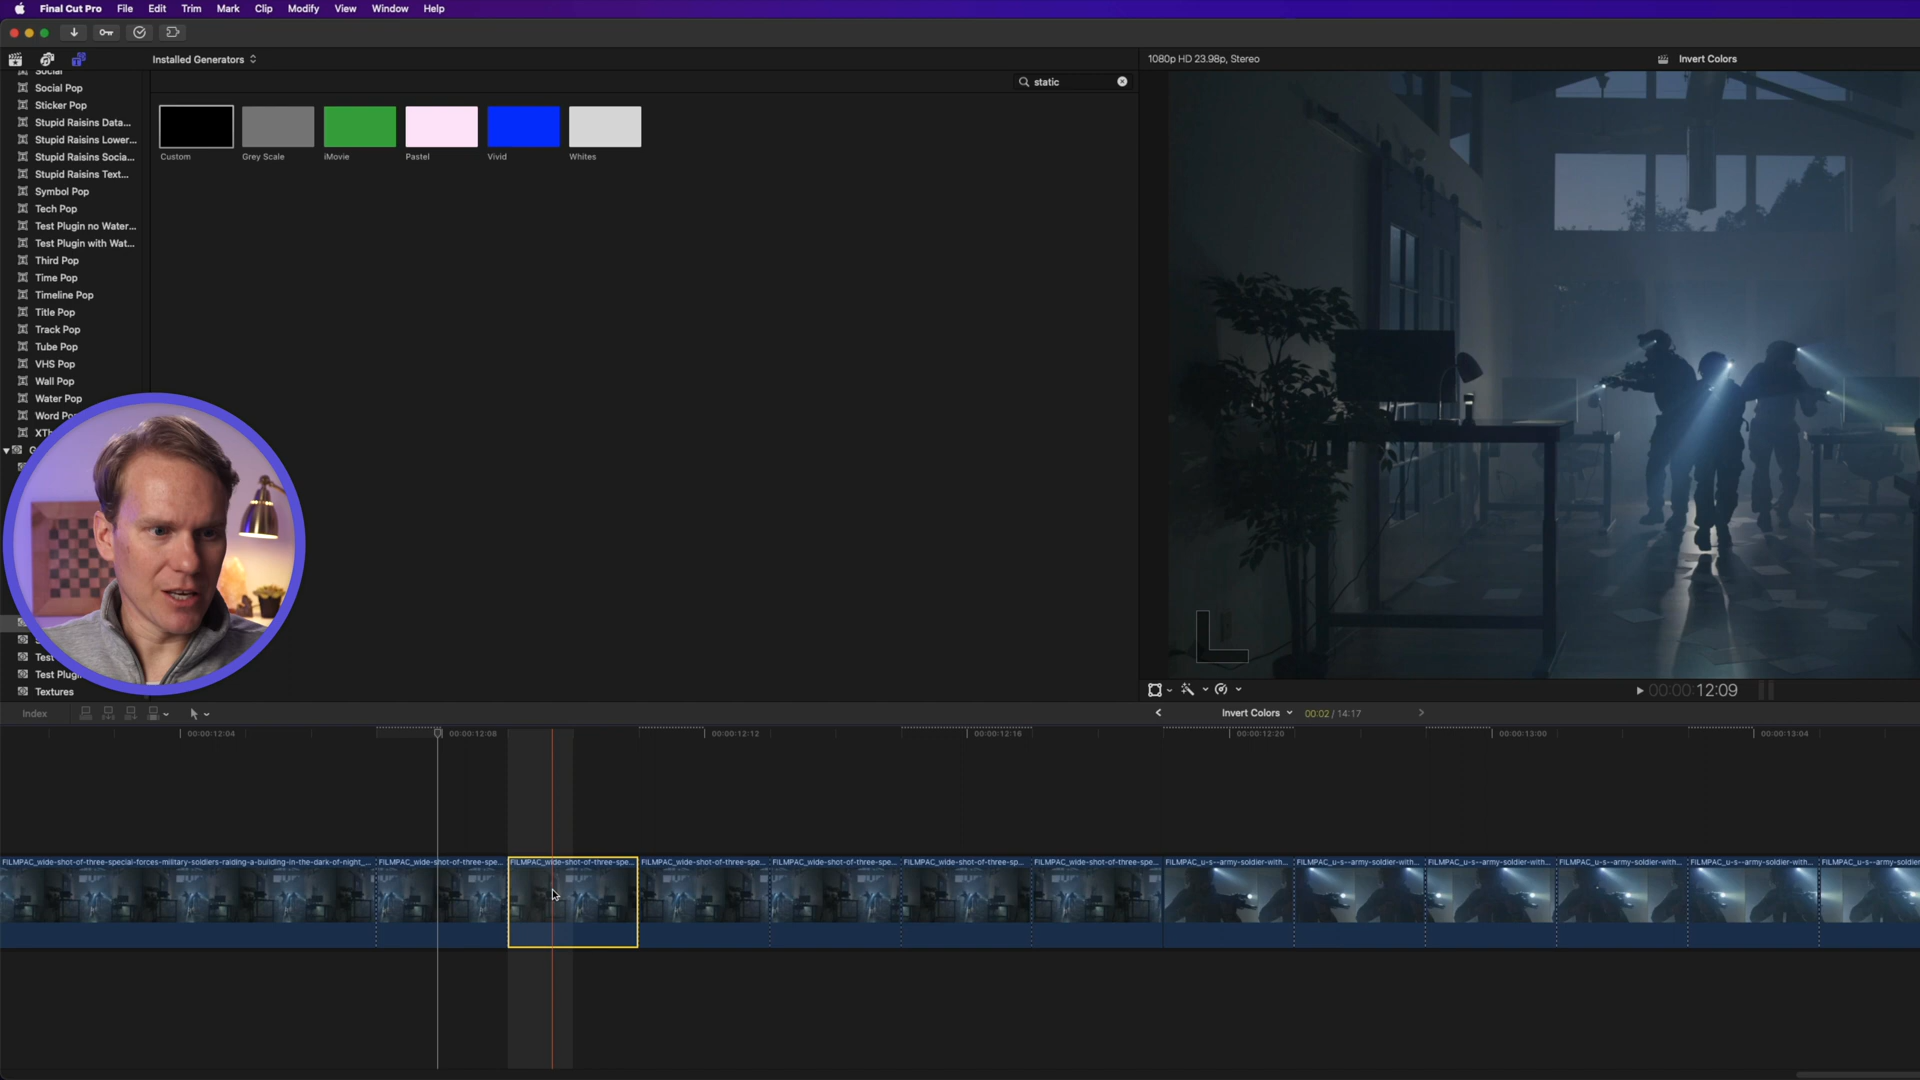 Final Cut Pro File Edit Trim Mark Clip Modify View Window Help
Installed Generators
1080p HD 23.98p, Stereo
Invert Colors
static
Social
Social Pop
Sticker Pop
Stupid Raisins Data...
Stupid Raisins Lower...
Stupid Raisins Socia...
Stupid Raisins Text...
Symbol Pop
Tech Pop
Test Plugin no Water...
Test Plugin with Wat...
Third Pop
Time Pop
Timeline Pop
Title Pop
Track Pop
Tube Pop
VHS Pop
Wall Pop
Water Pop
Word Po
XTh
G
S
Test
Test Plug
Textures
Custom
Grey Scale
iMovie
Pastel
Vivid
Whites
00:00:12:09
Index
Invert Colors
00:02 / 14:17
00:00:12:04
00:00:12:08
00:00:12:12
00:00:12:16
00:00:12:20
00:00:13:00
00:00:13:04
FILMPAC_wide-shot-of-three-special-forces-military-soldiers-raiding-a-building-in-the-dark-of-night_...
FILMPAC_wide-shot-of-three-spe...
FILMPAC_wide-shot-of-three-spe...
FILMPAC_wide-shot-of-three-spe...
FILMPAC_wide-shot-of-three-spe...
FILMPAC_wide-shot-of-three-sp...
FILMPAC_wide-shot-of-three-spe...
FILMPAC_u-s--army-soldier-with...
FILMPAC_u-s--army-soldier-with...
FILMPAC_u-s--army-soldier-with...
FILMPAC_u-s--army-soldier-with...
FILMPAC_u-s--army-soldier-with...
FILMPAC_u-s--army-soldier-with